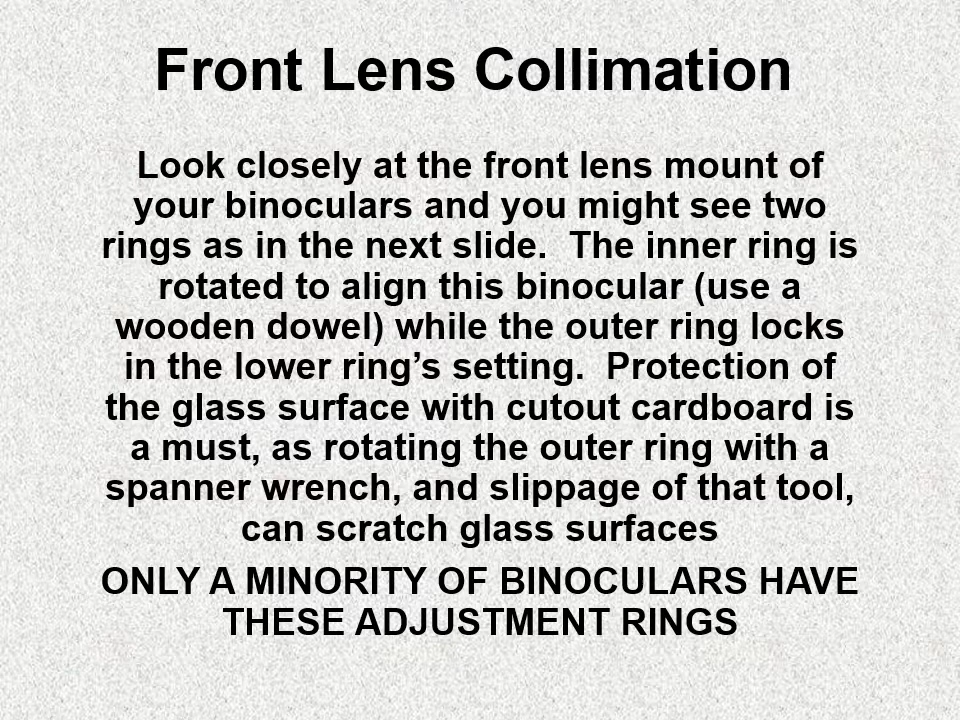 Front Lens Collimation
Look closely at the front lens mount of
your binoculars and you might see two
rings as in the next slide.  The inner ring is
rotated to align this binocular (use a
wooden dowel) while the outer ring locks
in the lower ring’s setting.  Protection of
the glass surface with cutout cardboard is
a must, as rotating the outer ring with a
spanner wrench, and slippage of that tool,
can scratch glass surfaces
ONLY A MINORITY OF BINOCULARS HAVE
THESE ADJUSTMENT RINGS